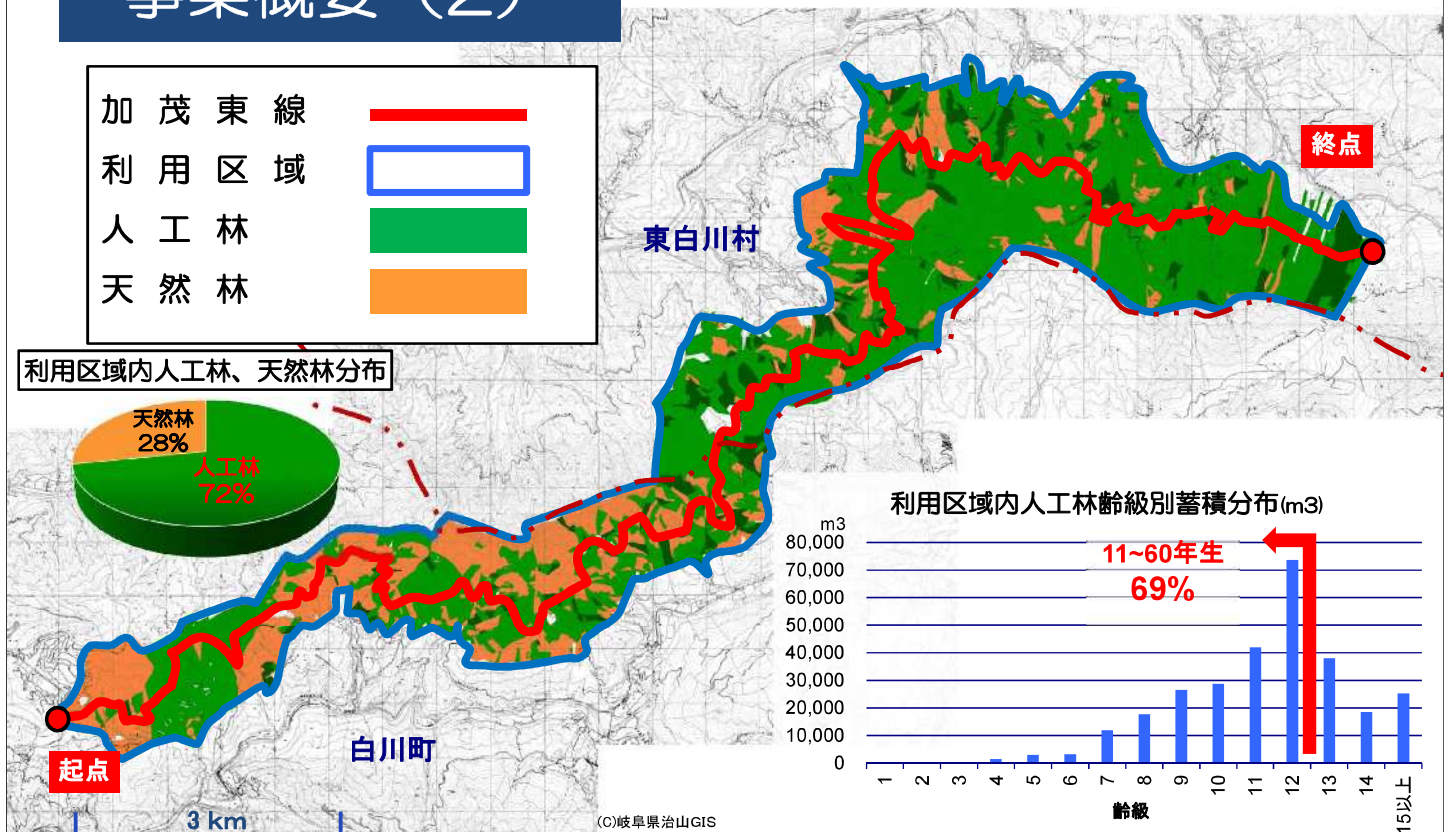 事業概要（2）
加茂東線
利用区域
人工林
天然林
利用区域内人工林、天然林分布
天然林
28%
人工林
72%
東白川村
終点
白川町
起点
3 km
(C)岐阜県治山GIS
利用区域内人工林齢級別蓄積分布(m3)
m3
80,000
70,000
60,000
50,000
40,000
30,000
20,000
10,000
0
11~60年生
69%
1 2 3 4 5 6 7 8 9 10 11 12 13 14 15以上
齢級